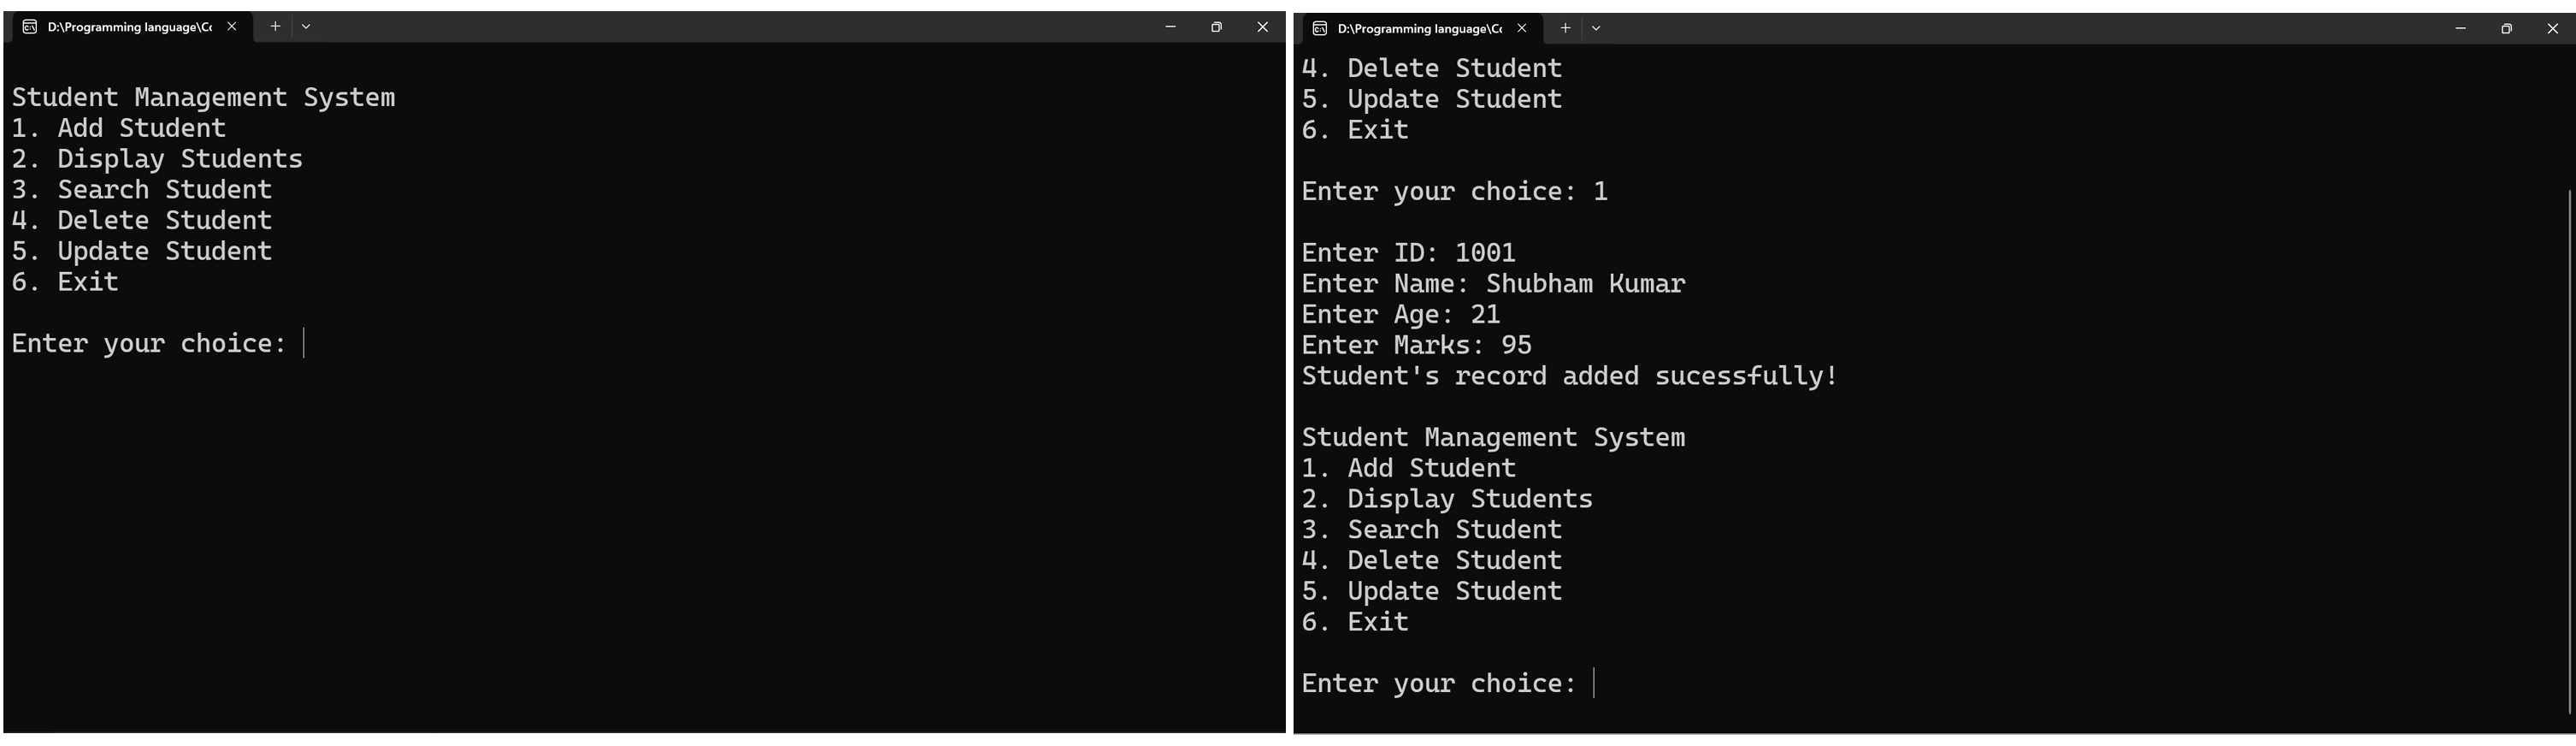 D:\Programming language\Co
Student Management System
1. Add Student
2. Display Students
3. Search Student
4. Delete Student
5. Update Student
6. Exit
Enter your choice:
D:\Programming language\Co
4. Delete Student
5. Update Student
6. Exit
Enter your choice: 1
Enter ID: 1001
Enter Name: Shubham Kumar
Enter Age: 21
Enter Marks: 95
Student's record added sucessfully!
Student Management System
1. Add Student
2. Display Students
3. Search Student
4. Delete Student
5. Update Student
6. Exit
Enter your choice: